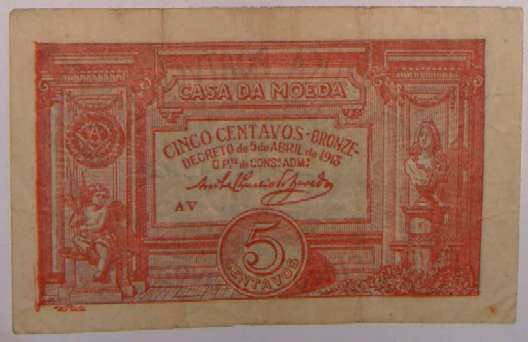 CASA DA MOEDA
CINCO CENTAVOS - BRONZE-
DECRETO de 5 de ABRIL de 1918
O P.te do CONS.º ADM.º
AV
5
CENTAVOS